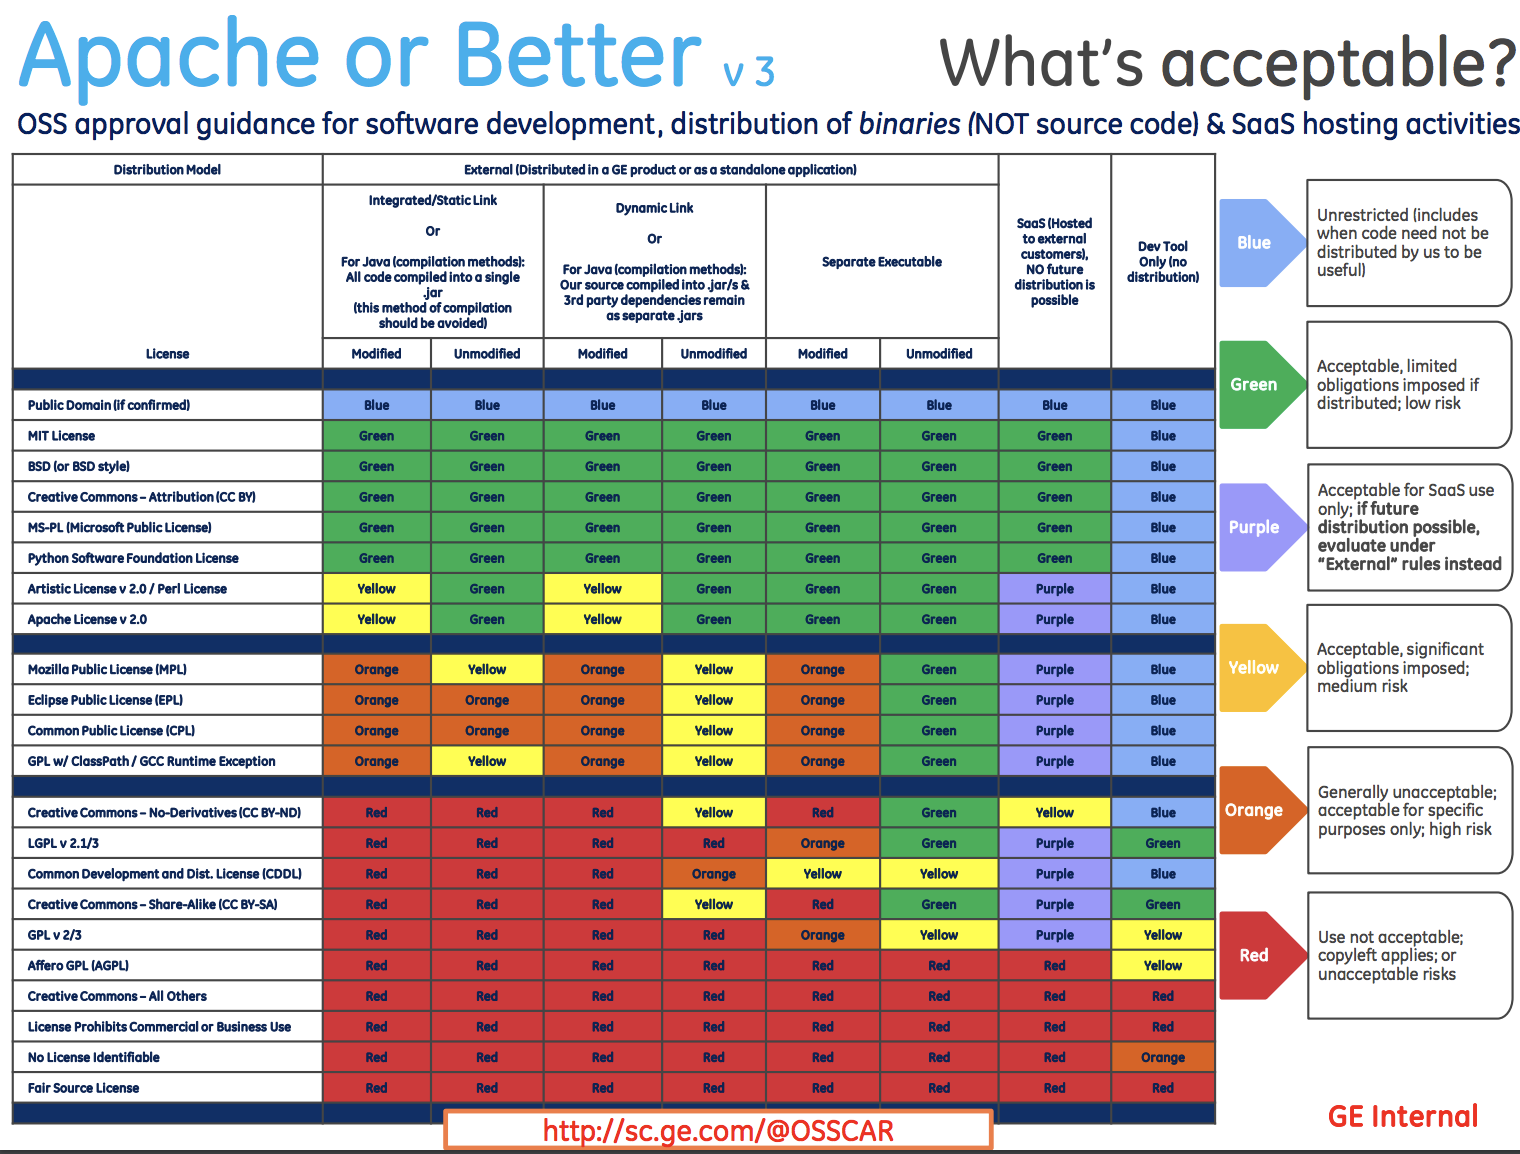 Apache or Better v 3
What's acceptable?
OSS approval guidance for software development, distribution of binaries (NOT source code) & SaaS hosting activities
Distribution Model
External (Distributed in a GE product or as a standalone application)
Integrated/Static Link
Or
For Java (compilation methods):
All code compiled into a single
.jar
(this method of compilation
should be avoided)
Dynamic Link
Or
For Java (compilation methods):
Our source compiled into .jar/s &
3rd party dependencies remain
as separate .jars
Separate Executable
SaaS (Hosted
to external
customers),
NO future
distribution is
possible
Dev Tool
Only (no
distribution)
License
Modified Unmodified Modified Unmodified Modified Unmodified
Public Domain (if confirmed) Blue Blue Blue Blue Blue Blue Blue Blue
MIT License Green Green Green Green Green Green Green Blue
BSD (or BSD style) Green Green Green Green Green Green Green Blue
Creative Commons – Attribution (CC BY) Green Green Green Green Green Green Green Blue
MS-PL (Microsoft Public License) Green Green Green Green Green Green Green Blue
Python Software Foundation License Green Green Green Green Green Green Green Blue
Artistic License v 2.0 / Perl License Yellow Green Yellow Green Green Green Purple Blue
Apache License v 2.0 Yellow Green Yellow Green Green Green Purple Blue
Mozilla Public License (MPL) Orange Yellow Orange Yellow Orange Green Purple Blue
Eclipse Public License (EPL) Orange Orange Orange Yellow Orange Green Purple Blue
Common Public License (CPL) Orange Orange Orange Yellow Orange Green Purple Blue
GPL w/ ClassPath / GCC Runtime Exception Orange Yellow Orange Yellow Orange Green Purple Blue
Creative Commons – No-Derivatives (CC BY-ND) Red Red Red Yellow Red Green Yellow Blue
LGPL v 2.1/3 Red Red Red Red Orange Green Purple Green
Common Development and Dist. License (CDDL) Red Red Red Orange Yellow Yellow Purple Blue
Creative Commons – Share-Alike (CC BY-SA) Red Red Red Yellow Red Green Purple Green
GPL v 2/3 Red Red Red Red Orange Yellow Purple Yellow
Affero GPL (AGPL) Red Red Red Red Red Red Red Yellow
Creative Commons – All Others Red Red Red Red Red Red Red Red
License Prohibits Commercial or Business Use Red Red Red Red Red Red Red Red
No License Identifiable Red Red Red Red Red Red Red Orange
Fair Source License Red Red Red Red Red Red Red Red
Blue
Unrestricted (includes
when code need not be
distributed by us to be
useful)
Green
Acceptable, limited
obligations imposed if
distributed; low risk
Purple
Acceptable for SaaS use
only; if future
distribution possible,
evaluate under
“External” rules instead
Yellow
Acceptable, significant
obligations imposed;
medium risk
Orange
Generally unacceptable;
acceptable for specific
purposes only; high risk
Red
Use not acceptable;
copyleft applies; or
unacceptable risks
http://sc.ge.com/@OSSCAR
GE Internal